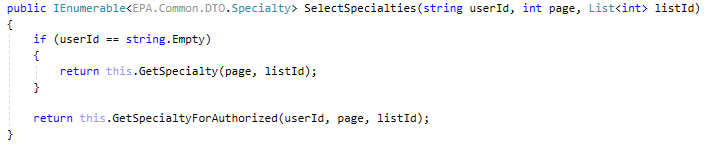 public IEnumerable<EPA.Common.DTO.Specialty> SelectSpecialties(string userId, int page, List<int> listId)
{
if (userId == string.Empty)
{
return this.GetSpecialty(page, listId);
}
return this.GetSpecialtyForAuthorized(userId, page, listId);
}